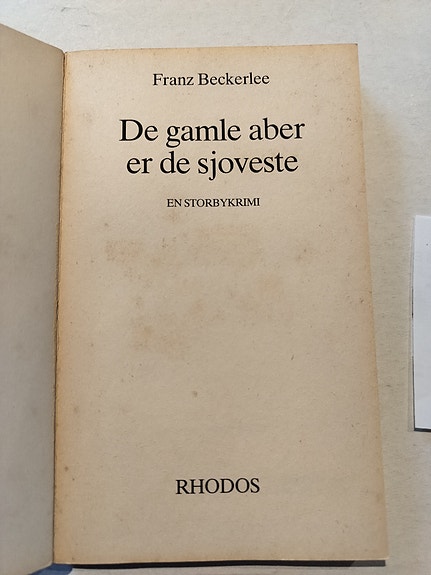 Franz Beckerlee
De gamle aber
er de sjoveste
EN STORBYKRIMI
RHODOS